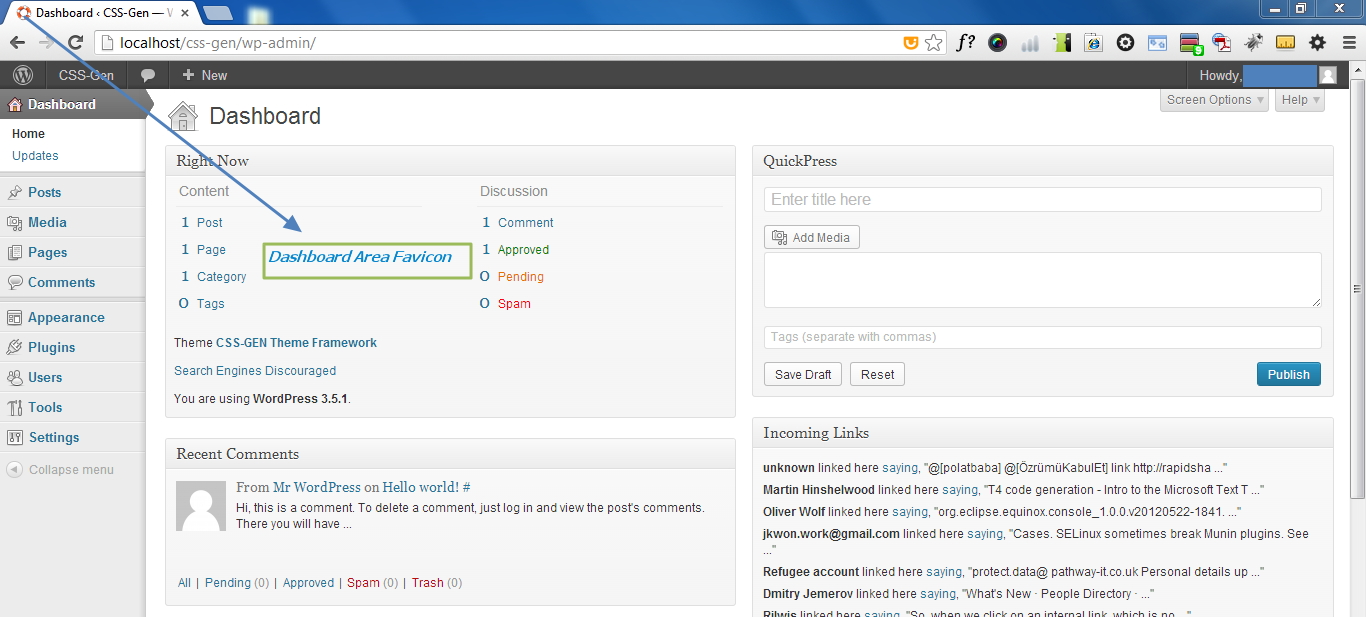 Dashboard ‹ CSS-Gen — W
localhost/css-gen/wp-admin/
f?
CSS-Gen
New
Howdy,
Dashboard
Home
Updates
Posts
Media
Pages
Comments
Appearance
Plugins
Users
Tools
Settings
Collapse menu
Screen Options
Help
Dashboard
Right Now
Content
Discussion
1 Post
1 Comment
1 Page
1 Approved
1 Category
0 Pending
0 Tags
0 Spam
Dashboard Area Favicon
Theme CSS-GEN Theme Framework
Search Engines Discouraged
You are using WordPress 3.5.1.
Recent Comments
From Mr WordPress on Hello world! #
Hi, this is a comment. To delete a comment, just log in and view the post's comments.
There you will have ...
All | Pending (0) | Approved | Spam (0) | Trash (0)
QuickPress
Enter title here
Add Media
Tags (separate with commas)
Save Draft
Reset
Publish
Incoming Links
unknown linked here saying, "@[polatbaba] @[ÖzrümüKabulEt] link http://rapidsha ..."
Martin Hinshelwood linked here saying, "T4 code generation - Intro to the Microsoft Text T ..."
Oliver Wolf linked here saying, "org.eclipse.equinox.console_1.0.0.v20120522-1841. ..."
jkwon.work@gmail.com linked here saying, "Cases. SELinux sometimes break Munin plugins. See
..."
Refugee account linked here saying, "protect.data@ pathway-it.co.uk Personal details up ..."
Dmitry Jemerov linked here saying, "What's New · People Directory · ..."
Rilwis linked here saying, "So, when we click on an internal link, which is no ..."